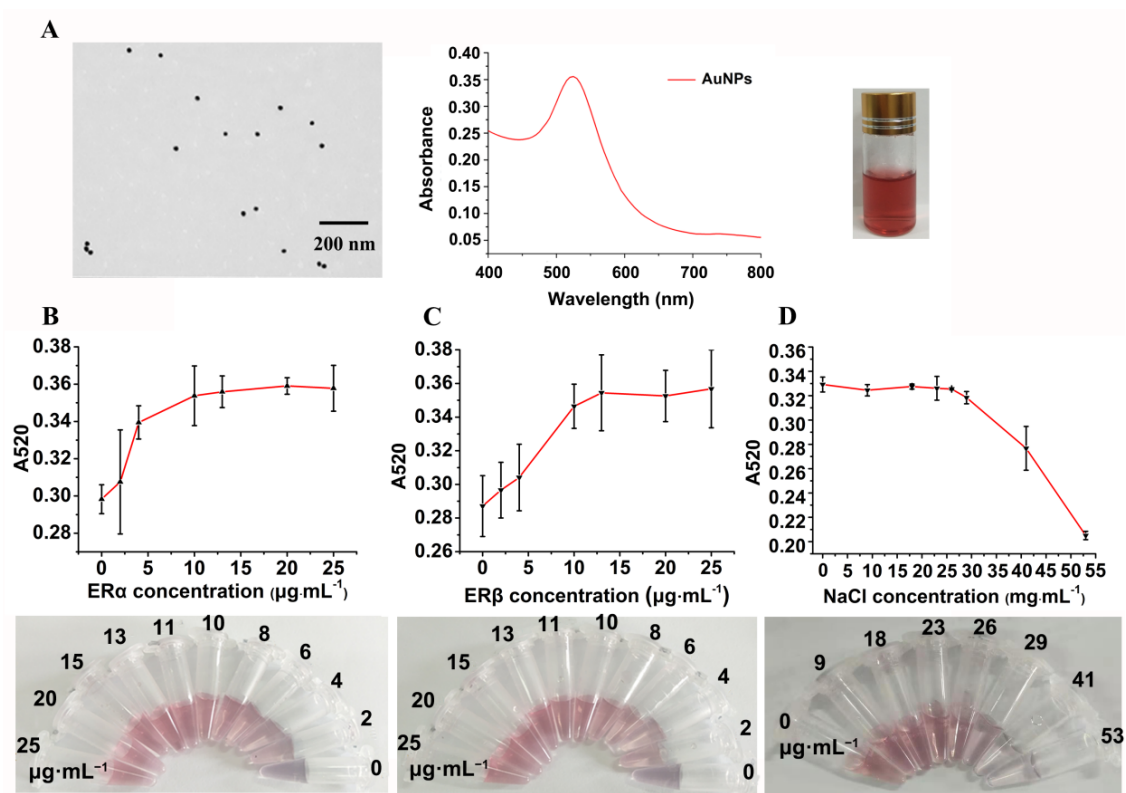 A
200 nm
Absorbance
0.40
0.35
0.30
0.25
0.20
0.15
0.10
0.05
AuNPs
400 500 600 700 800
Wavelength (nm)
B
A520
0.38
0.36
0.34
0.32
0.30
0.28
0 5 10 15 20 25
ERα concentration (μg·mL⁻¹)
C
A520
0.38
0.36
0.34
0.32
0.30
0.28
0.26
0 5 10 15 20 25
ERβ concentration (μg·mL⁻¹)
D
A520
0.36
0.34
0.32
0.30
0.28
0.26
0.24
0.22
0.20
0 5 10 15 20 25 30 35 40 45 50 55
NaCl concentration (mg·mL⁻¹)
25 20 15 13 11 10 8 6 4 2 0
μg·mL⁻¹
25 20 15 13 11 10 8 6 4 2 0
μg·mL⁻¹
0 9 18 23 26 29 41 53
μg·mL⁻¹